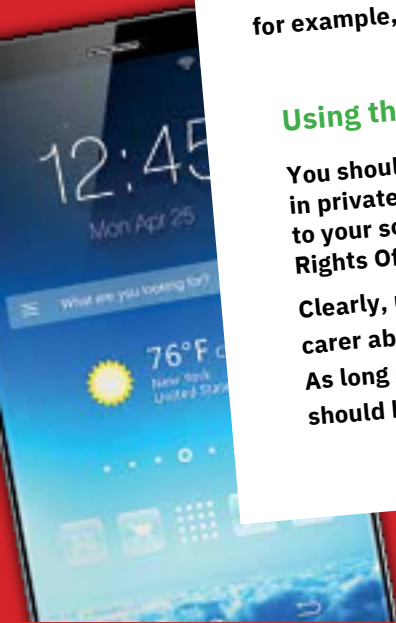 for example,
Using th
You shoul
in private
to your so
Rights Of
Clearly, u
carer ab
As long
should b
12:45
Mon Apr 25
What are you looking for?
76°F
New York
United State